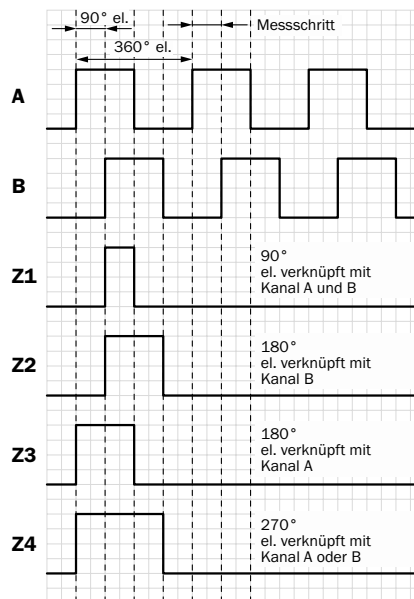 90° el.
Messschritt
360° el.
A
B
Z1
90°
el. verknüpft mit
Kanal A und B
Z2
180°
el. verknüpft mit
Kanal B
Z3
180°
el. verknüpft mit
Kanal A
Z4
270°
el. verknüpft mit
Kanal A oder B